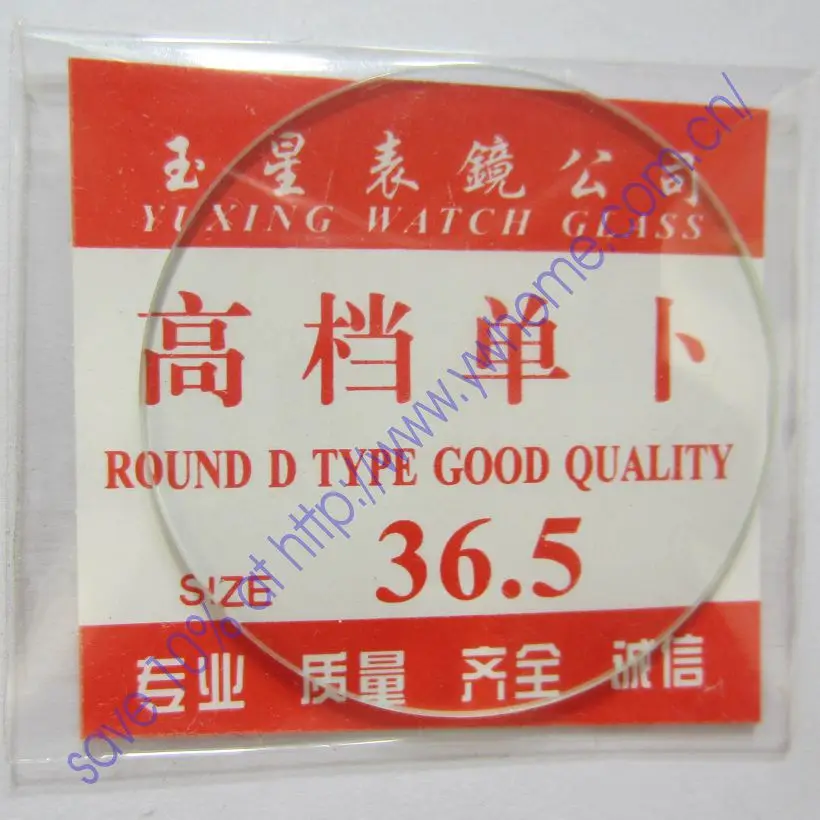 玉星表鏡公司
YUXING WATCH GLASS
高档单卜
ROUND D TYPE GOOD QUALITY
SIZE 36.5
专业 质量 齐全 诚信
save 10% at http://www.ywhome.com.cn/